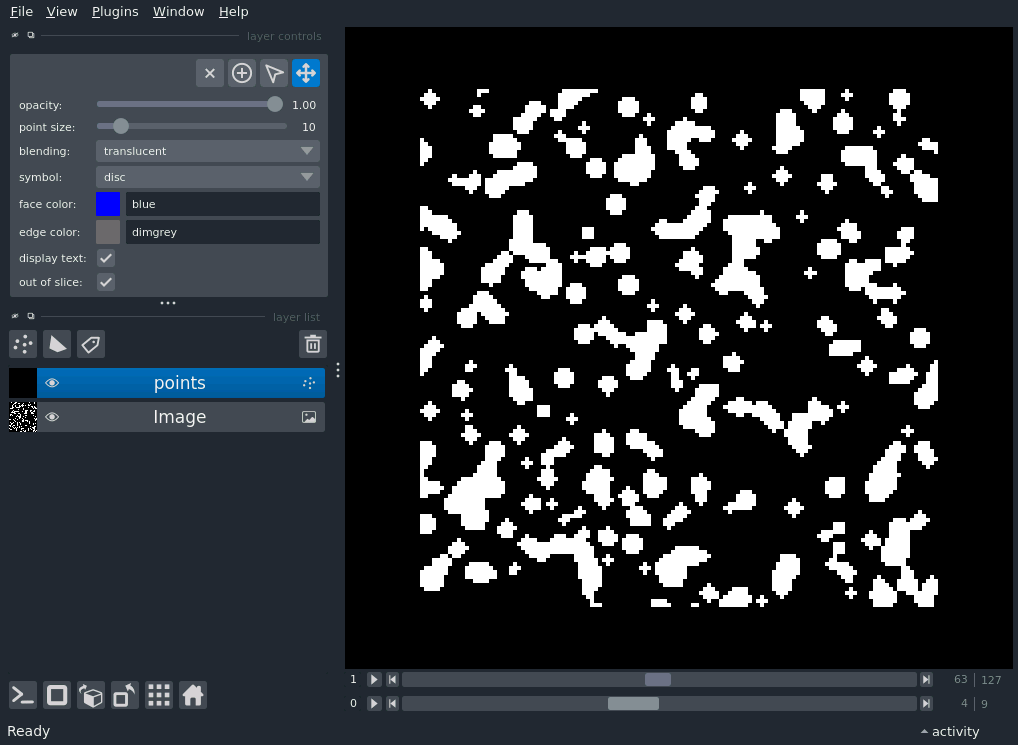 File View Plugins Window Help
layer controls
opacity: 1.00
point size: 10
blending: translucent
symbol: disc
face color: blue
edge color: dimgrey
display text:
out of slice:
layer list
points
Image
1 63 127
0 4 9
Ready activity